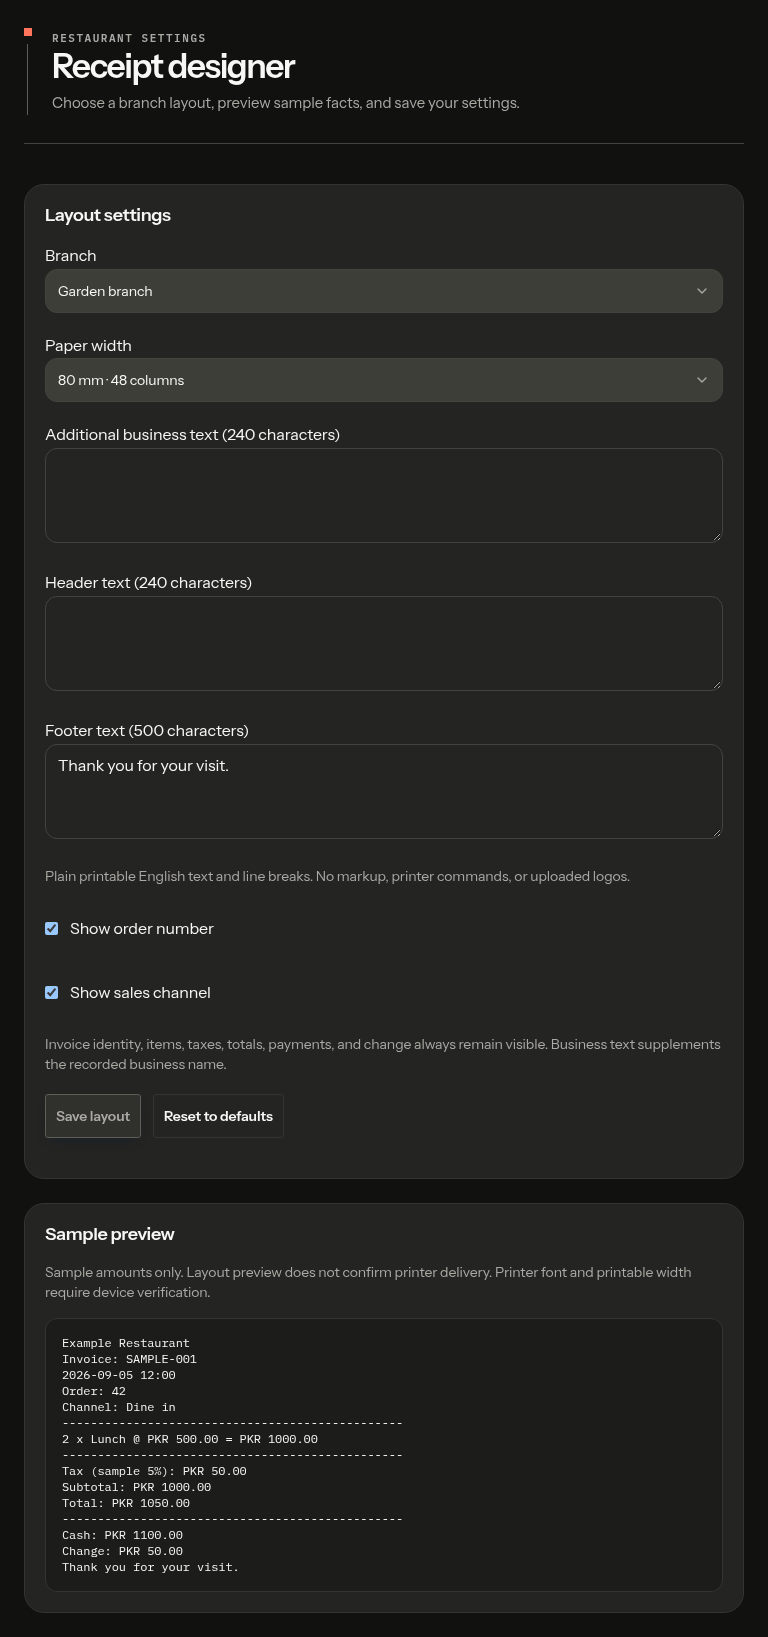 RESTAURANT SETTINGS
Receipt designer
Choose a branch layout, preview sample facts, and save your settings.
Layout settings
Branch
Garden branch
Paper width
80 mm · 48 columns
Additional business text (240 characters)
Header text (240 characters)
Footer text (500 characters)
Thank you for your visit.
Plain printable English text and line breaks. No markup, printer commands, or uploaded logos.
Show order number
Show sales channel
Invoice identity, items, taxes, totals, payments, and change always remain visible. Business text supplements
the recorded business name.
Save layout
Reset to defaults
Sample preview
Sample amounts only. Layout preview does not confirm printer delivery. Printer font and printable width
require device verification.
Example Restaurant
Invoice: SAMPLE-001
2026-09-05 12:00
Order: 42
Channel: Dine in
------------------------------------------------
2 x Lunch @ PKR 500.00 = PKR 1000.00
------------------------------------------------
Tax (sample 5%): PKR 50.00
Subtotal: PKR 1000.00
Total: PKR 1050.00
------------------------------------------------
Cash: PKR 1100.00
Change: PKR 50.00
Thank you for your visit.